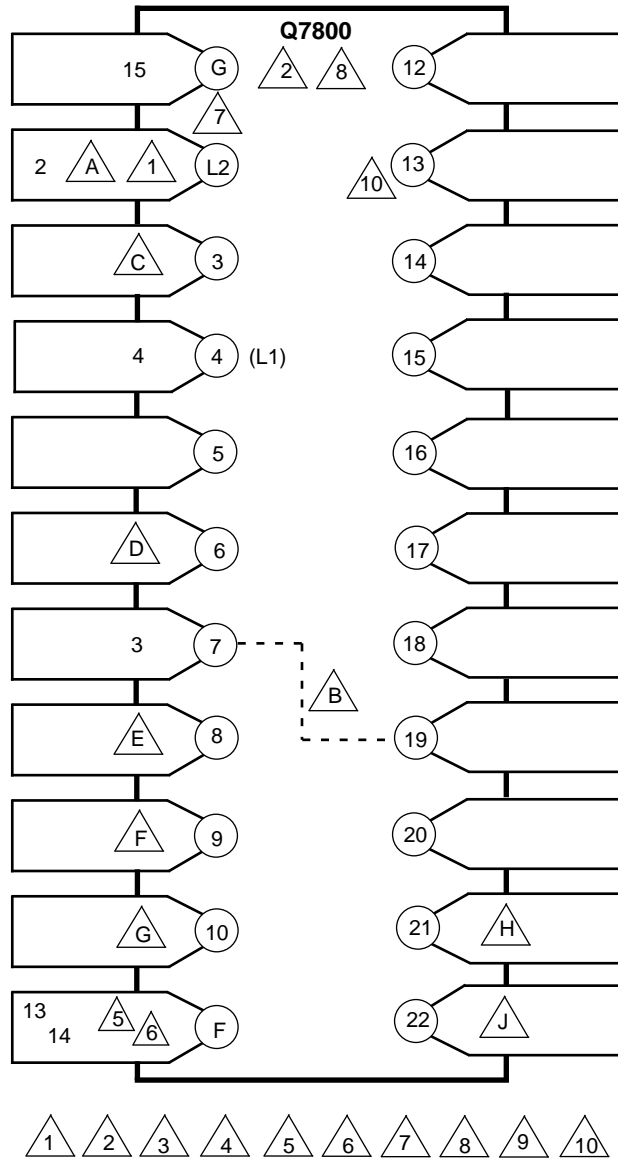 Q7800
15 G 2 8 12
7
2 A 1 L2 10 13
C 3 14
4 4 (L1) 15
5 16
D 6 17
3 7 18
B
E 8 19
F 9 20
G 10 21 H
13 5
14 6 F 22 J
1 2 3 4 5 6 7 8 9 10